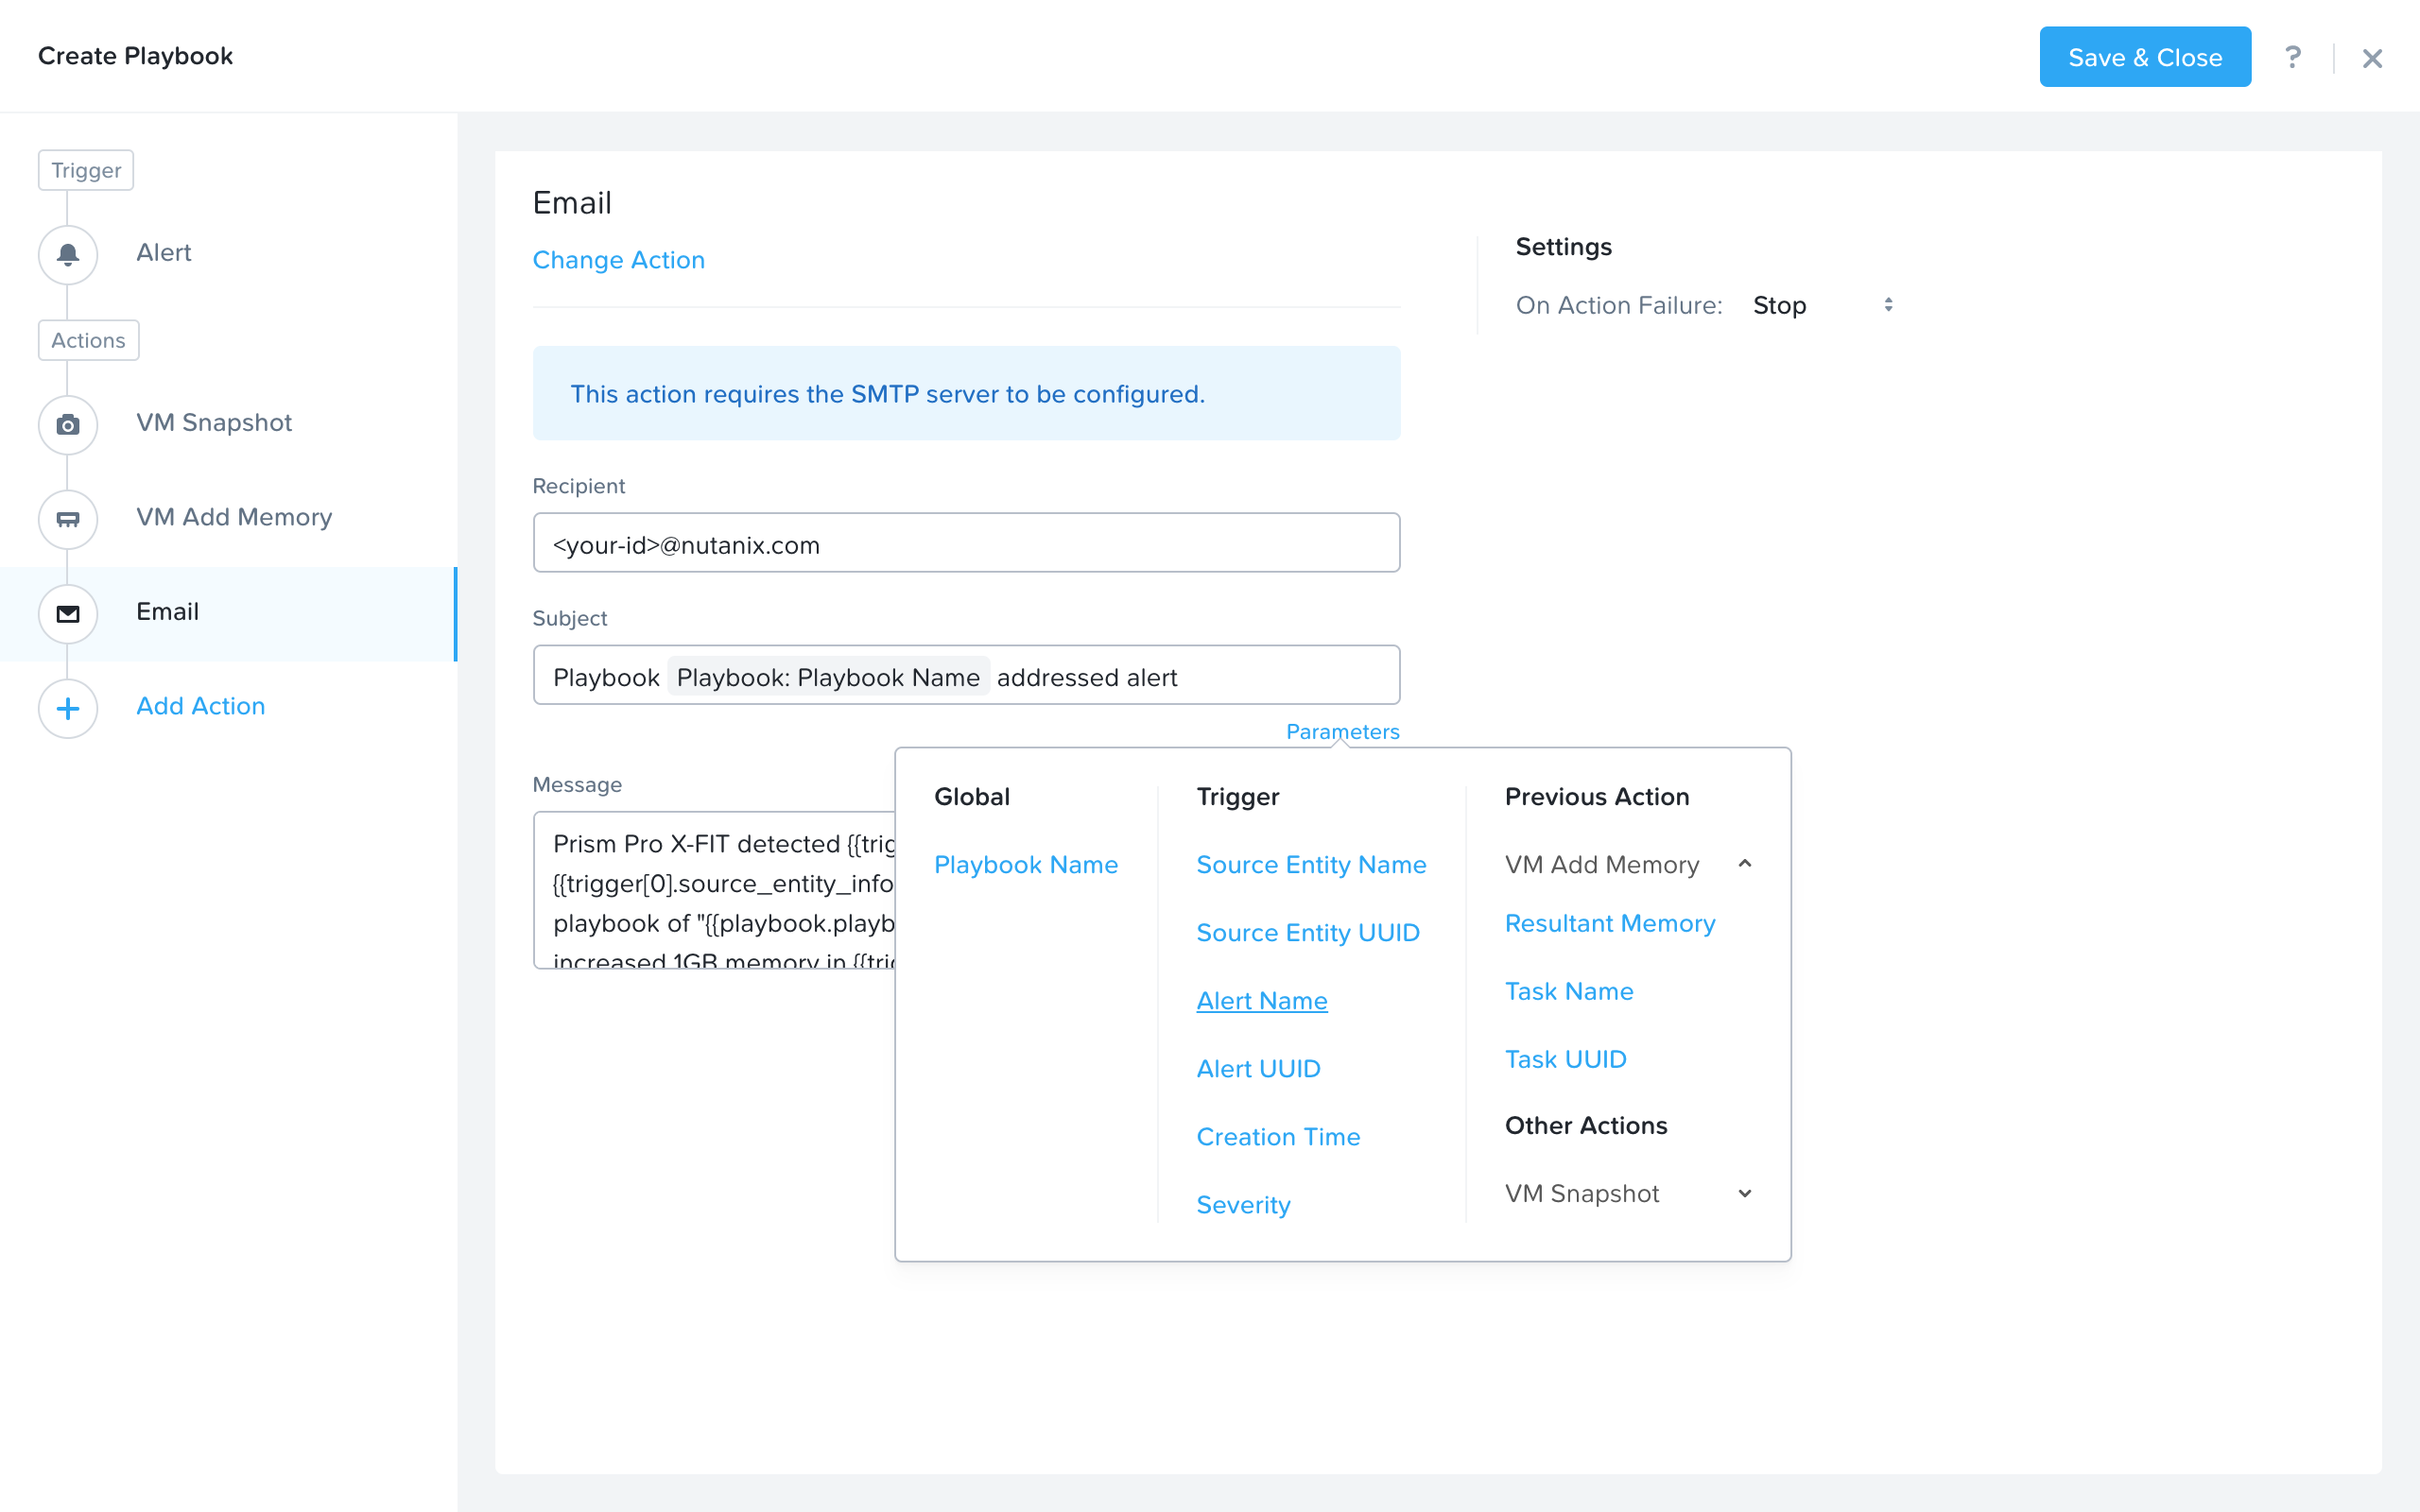 Create Playbook
Save & Close
?
Trigger
Alert
Actions
VM Snapshot
VM Add Memory
Email
Add Action
Email
Change Action
Settings
On Action Failure: Stop
This action requires the SMTP server to be configured.
Recipient
<your-id>@nutanix.com
Subject
Playbook Playbook: Playbook Name addressed alert
Parameters
Message
Prism Pro X-FIT detected {{trig
{{trigger[0].source_entity_info
playbook of "{{playbook.playb
increased 1GB memory in {{tri
Global
Playbook Name
Trigger
Source Entity Name
Source Entity UUID
Alert Name
Alert UUID
Creation Time
Severity
Previous Action
VM Add Memory
Resultant Memory
Task Name
Task UUID
Other Actions
VM Snapshot